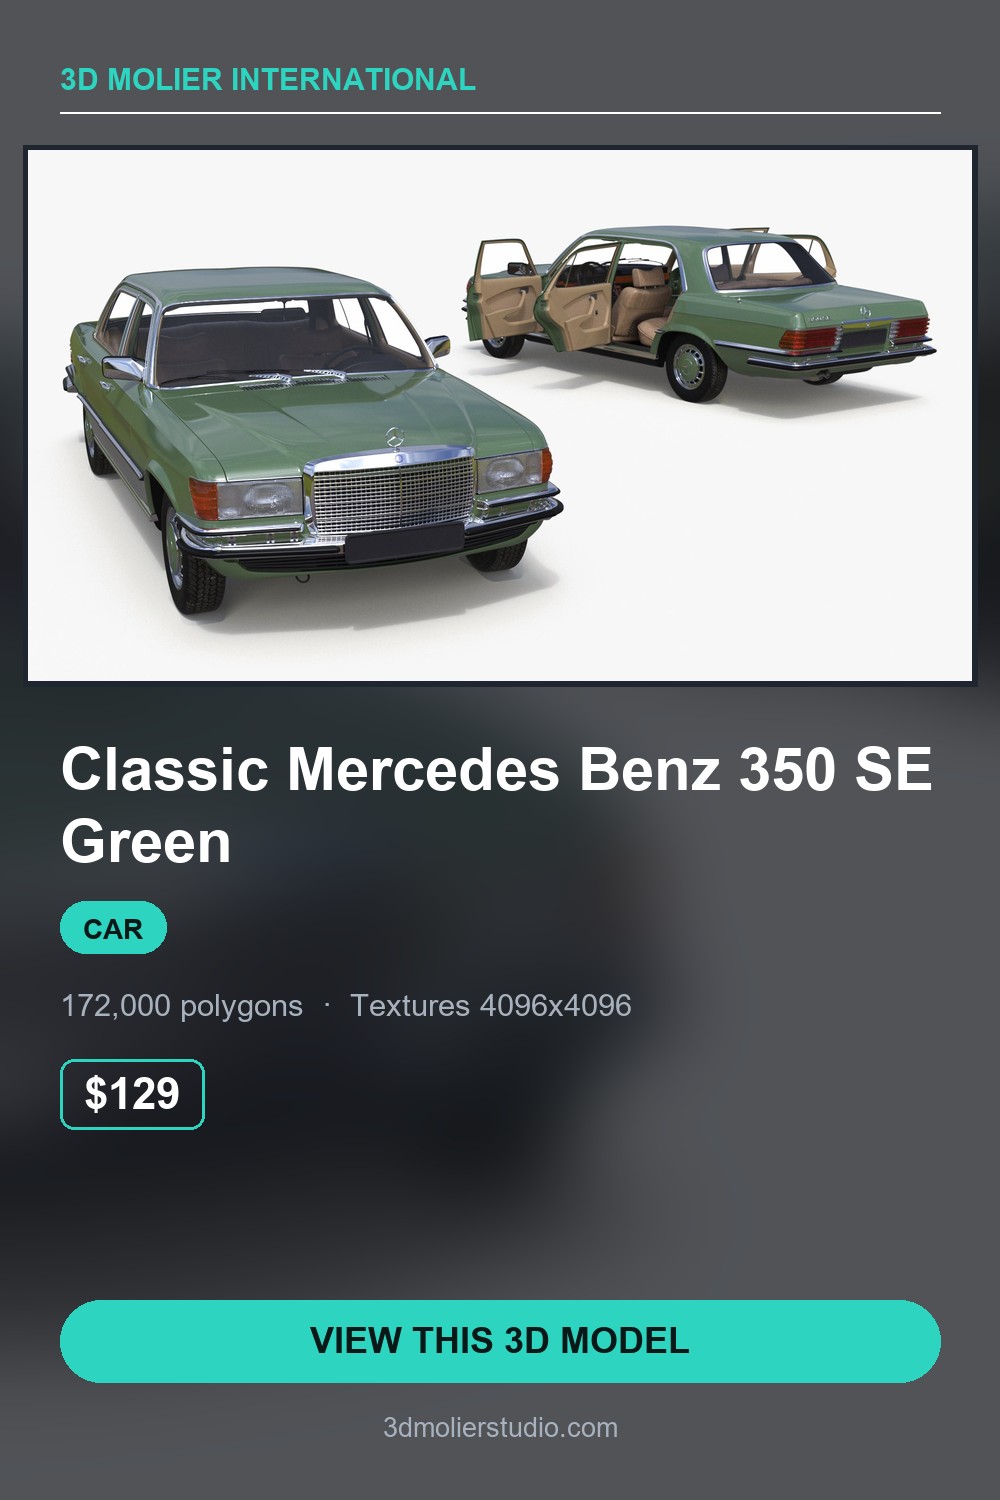 3D MOLIER INTERNATIONAL
Classic Mercedes Benz 350 SE
Green
CAR
172,000 polygons · Textures 4096x4096
$129
VIEW THIS 3D MODEL
3dmolierstudio.com